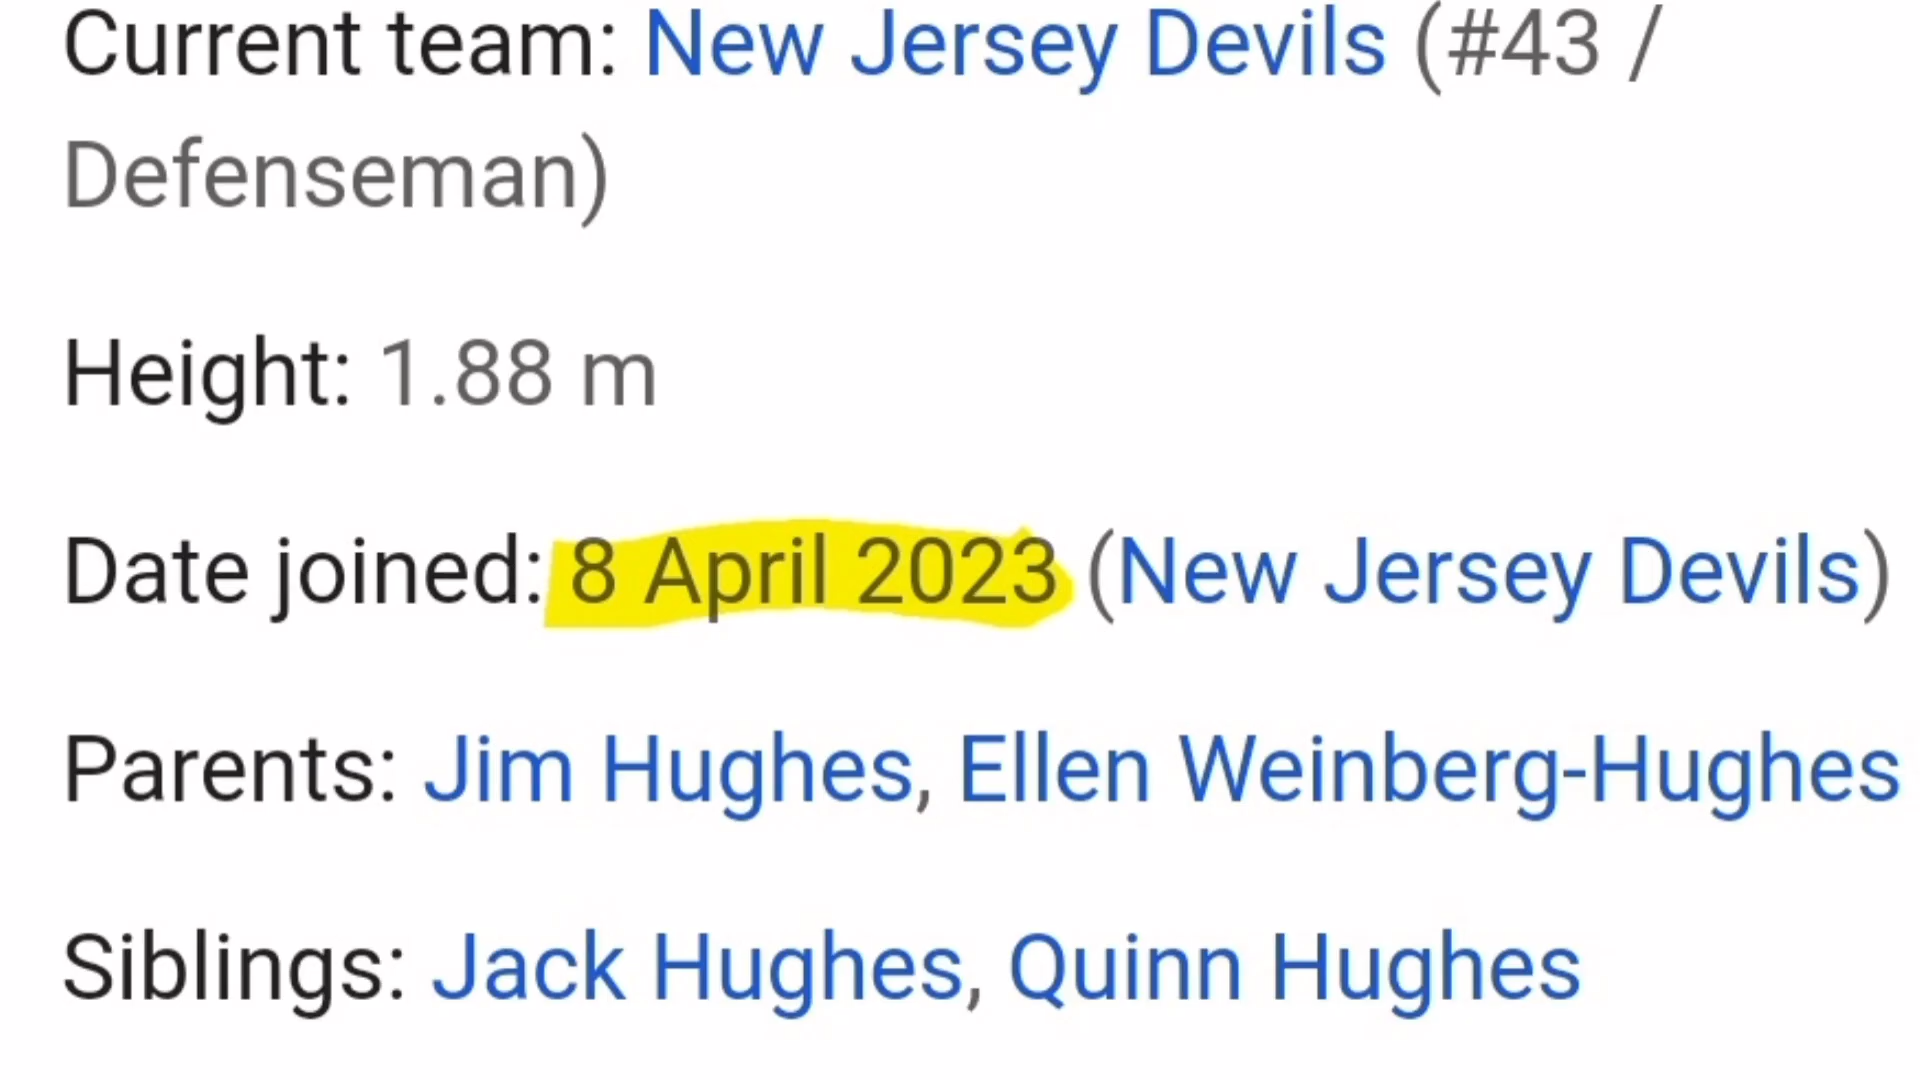 Current team: New Jersey Devils (#43 /
Defenseman)
Height: 1.88 m
Date joined: 8 April 2023 (New Jersey Devils)
Parents: Jim Hughes, Ellen Weinberg-Hughes
Siblings: Jack Hughes, Quinn Hughes